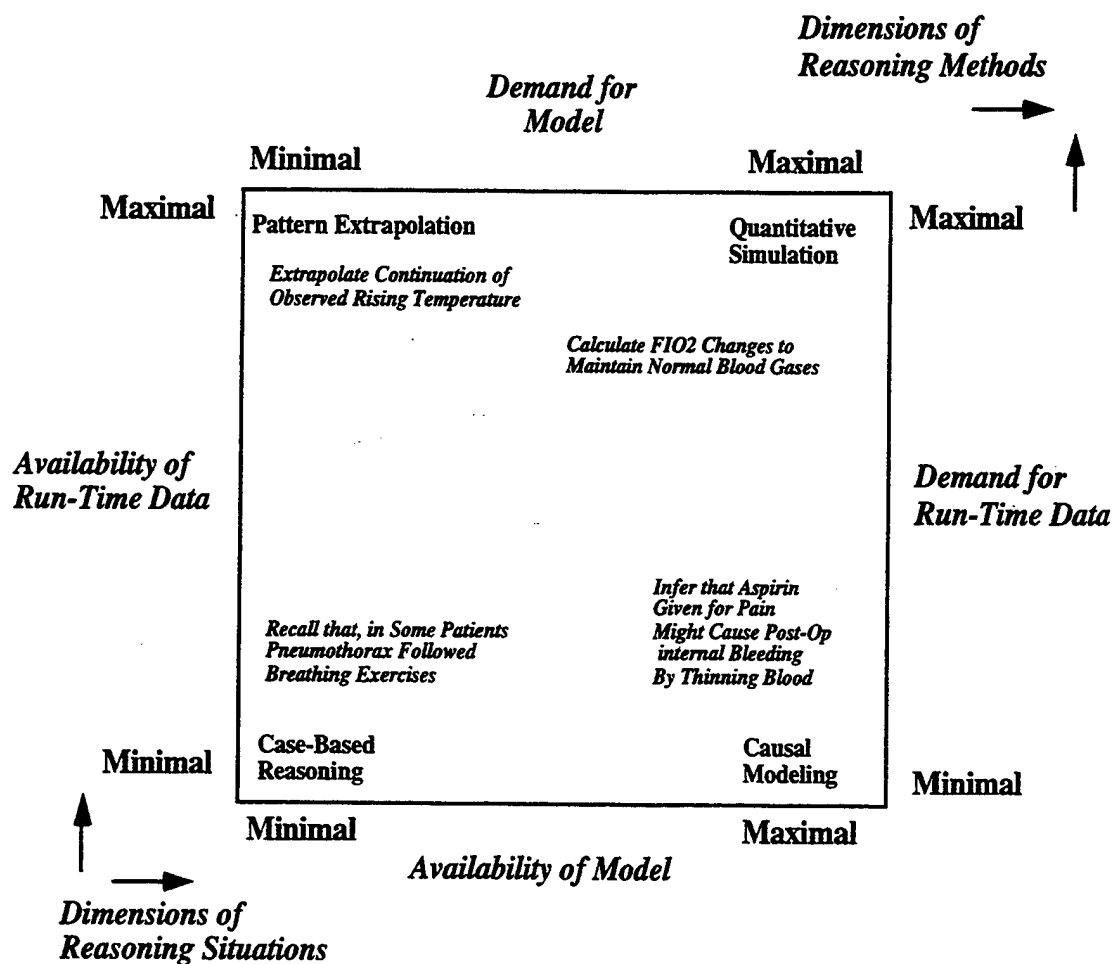 Dimensions of
Reasoning Methods
Demand for
Model
Minimal
Maximal
Maximal
Maximal
Pattern Extrapolation
Quantitative
Simulation
Extrapolate Continuation of
Observed Rising Temperature
Calculate FIO2 Changes to
Maintain Normal Blood Gases
Availability of
Run-Time Data
Demand for
Run-Time Data
Recall that, in Some Patients
Pneumothorax Followed
Breathing Exercises
Infer that Aspirin
Given for Pain
Might Cause Post-Op
internal Bleeding
By Thinning Blood
Case-Based
Reasoning
Causal
Modeling
Minimal
Minimal
Minimal
Maximal
Availability of Model
Dimensions of
Reasoning Situations